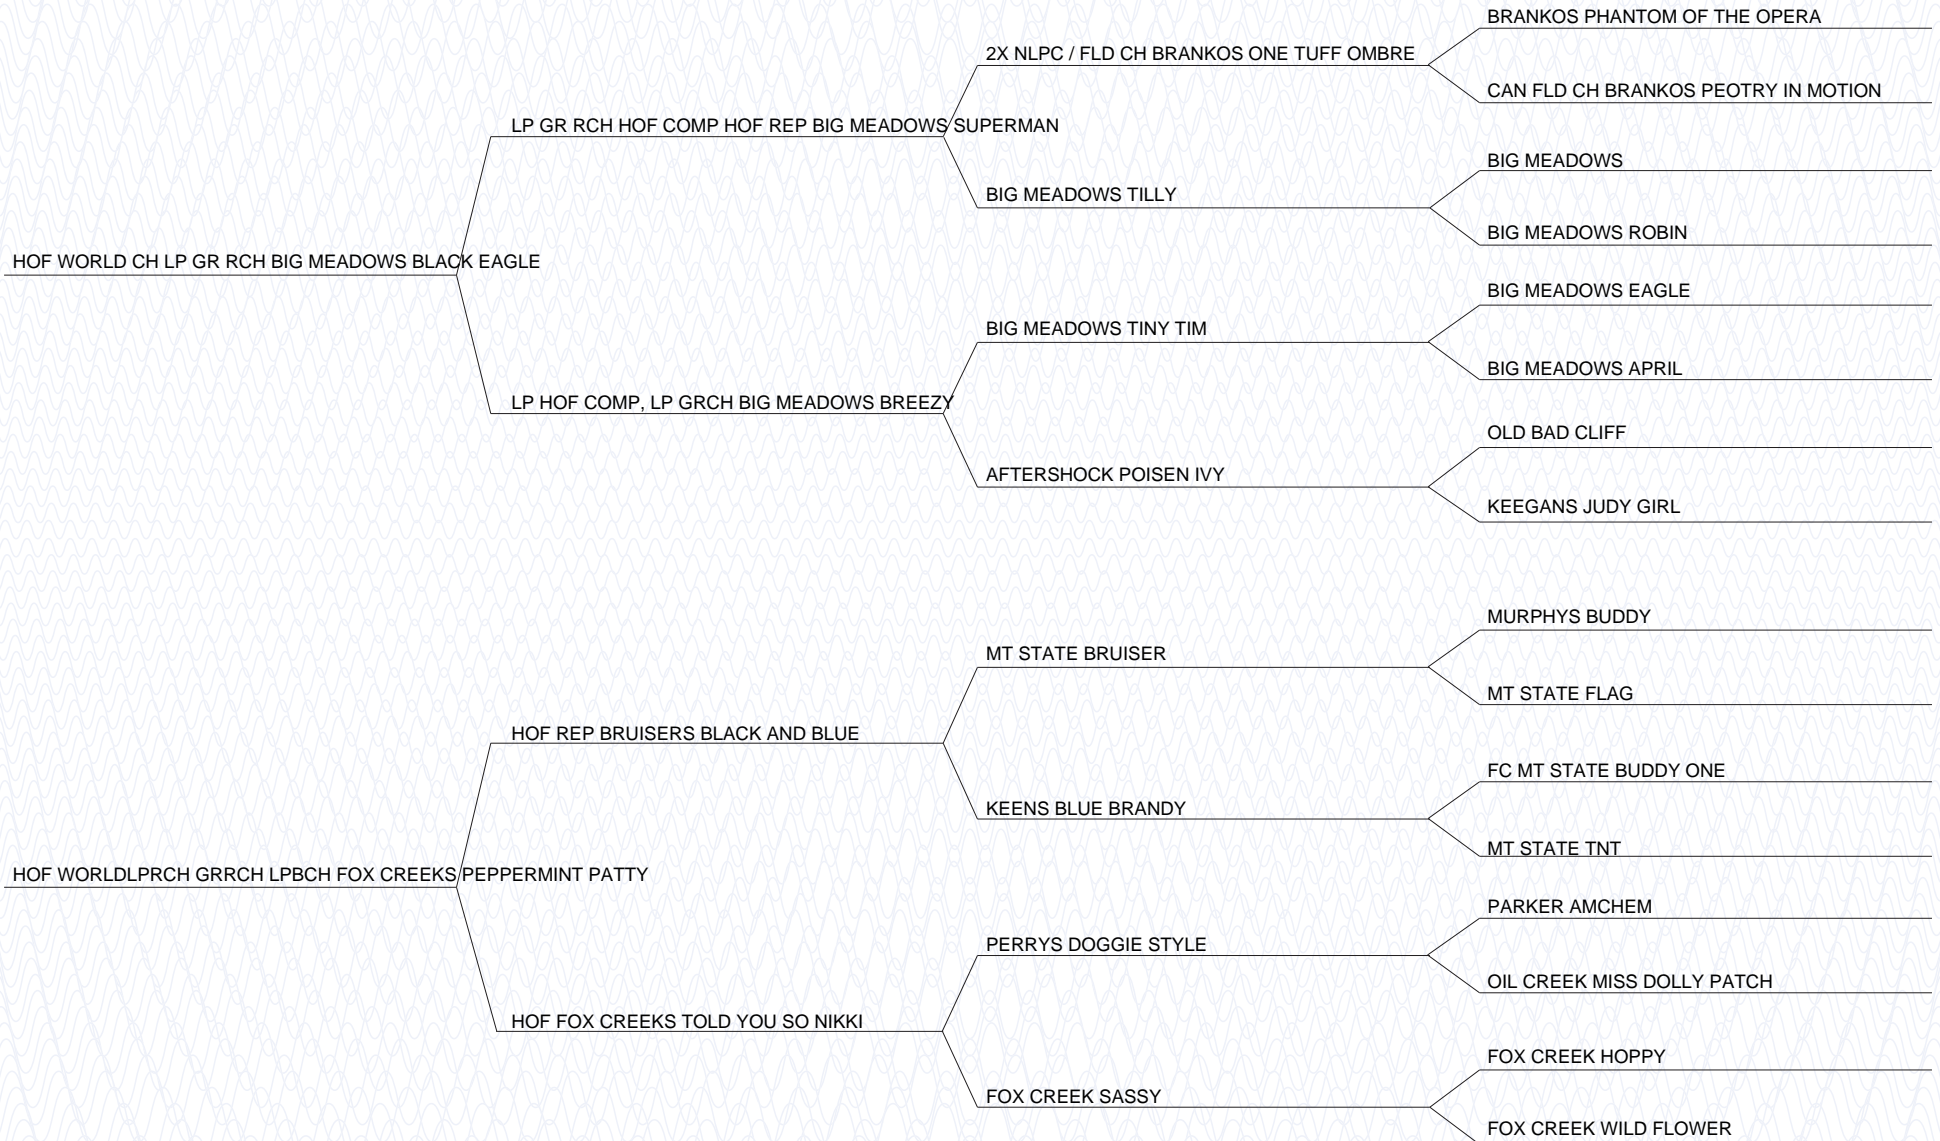 BRANKOS PHANTOM OF THE OPERA
2X NLPC / FLD CH BRANKOS ONE TUFF OMBRE
CAN FLD CH BRANKOS PEOTRY IN MOTION
LP GR RCH HOF COMP HOF REP BIG MEADOWS SUPERMAN
BIG MEADOWS
BIG MEADOWS TILLY
BIG MEADOWS ROBIN
HOF WORLD CH LP GR RCH BIG MEADOWS BLACK EAGLE
BIG MEADOWS EAGLE
BIG MEADOWS TINY TIM
BIG MEADOWS APRIL
LP HOF COMP, LP GRCH BIG MEADOWS BREEZY
OLD BAD CLIFF
AFTERSHOCK POISEN IVY
KEEGANS JUDY GIRL
MURPHYS BUDDY
MT STATE BRUISER
MT STATE FLAG
HOF REP BRUISERS BLACK AND BLUE
FC MT STATE BUDDY ONE
KEENS BLUE BRANDY
MT STATE TNT
HOF WORLDLPRCH GRRCH LPBCH FOX CREEKS PEPPERMINT PATTY
PARKER AMCHEM
PERRYS DOGGIE STYLE
OIL CREEK MISS DOLLY PATCH
HOF FOX CREEKS TOLD YOU SO NIKKI
FOX CREEK HOPPY
FOX CREEK SASSY
FOX CREEK WILD FLOWER